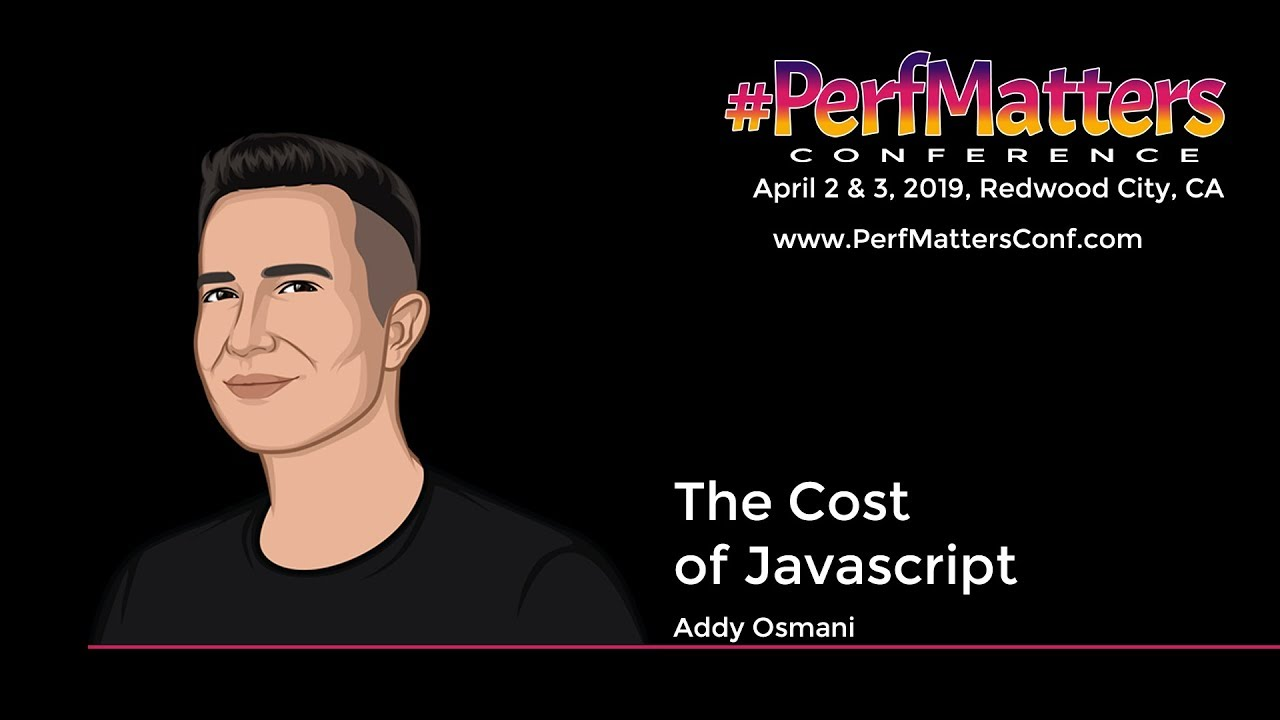 #PerfMatters
CONFERENCE
April 2 & 3, 2019, Redwood City, CA
www.PerfMattersConf.com
The Cost
of Javascript
Addy Osmani